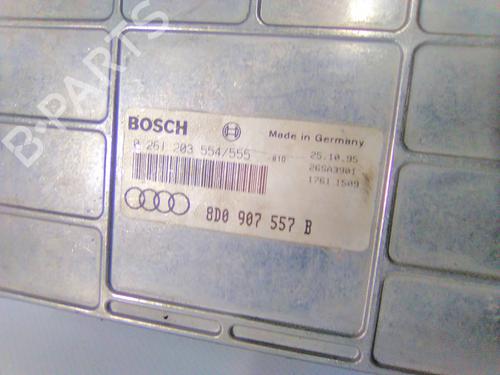 B-PARTS
BOSCH
Made in Germany
0 261 203 554/555
010
25.10.95
26SA3901
1761 1509
8D0 907 557 B